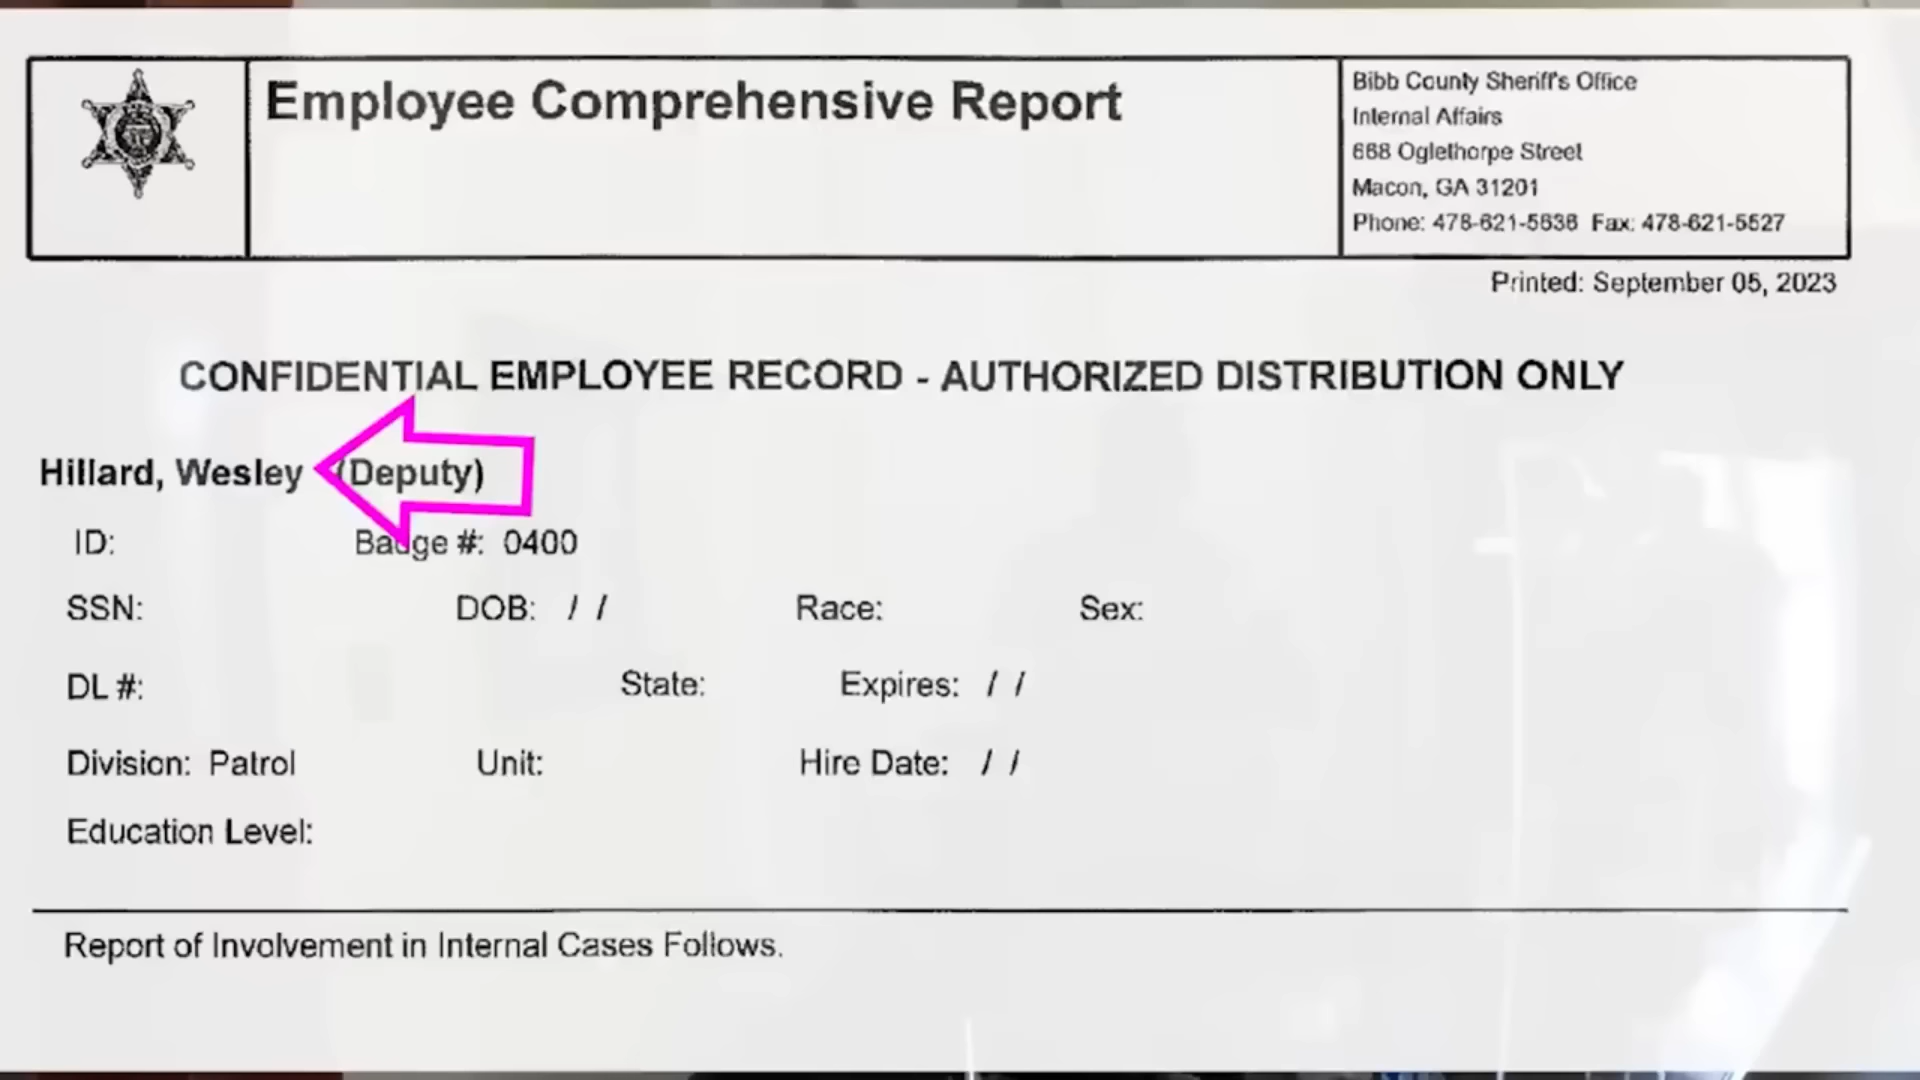 Employee Comprehensive Report
Bibb County Sheriff's Office
Internal Affairs
668 Oglethorpe Street
Macon, GA 31201
Phone: 478-621-5636 Fax: 478-621-5527
Printed: September 05, 2023
CONFIDENTIAL EMPLOYEE RECORD - AUTHORIZED DISTRIBUTION ONLY
Hillard, Wesley (Deputy)
ID: Badge #: 0400
SSN: DOB: / / Race: Sex:
DL #: State: Expires: / /
Division: Patrol Unit: Hire Date: / /
Education Level:
Report of Involvement in Internal Cases Follows.